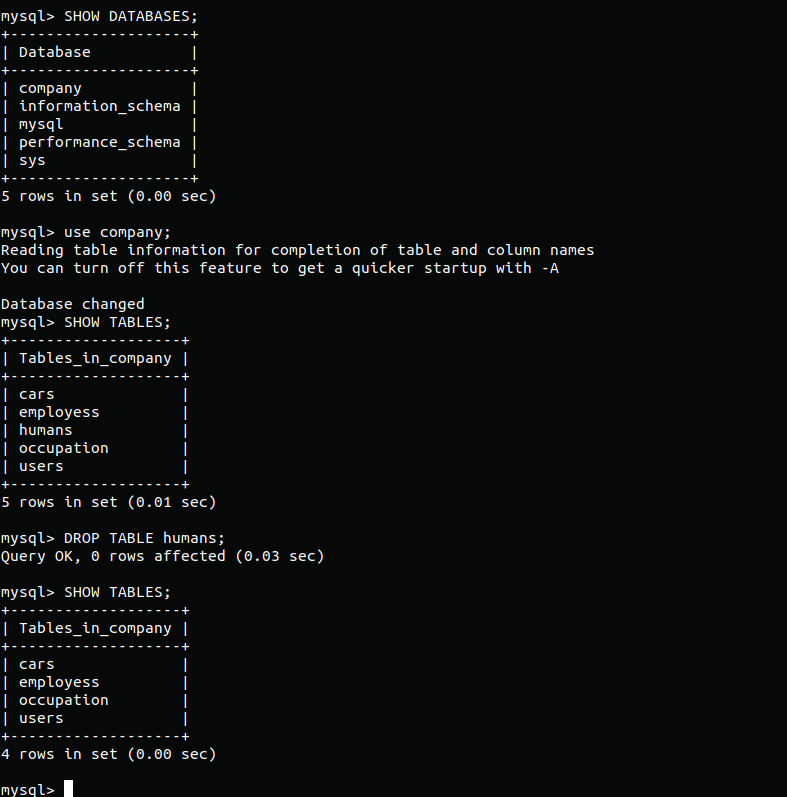 mysql> SHOW DATABASES;
+--------------------+
| Database           |
+--------------------+
| company            |
| information_schema |
| mysql              |
| performance_schema |
| sys                |
+--------------------+
5 rows in set (0.00 sec)

mysql> use company;
Reading table information for completion of table and column names
You can turn off this feature to get a quicker startup with -A

Database changed
mysql> SHOW TABLES;
+-------------------+
| Tables_in_company |
+-------------------+
| cars              |
| employess         |
| humans            |
| occupation        |
| users             |
+-------------------+
5 rows in set (0.01 sec)

mysql> DROP TABLE humans;
Query OK, 0 rows affected (0.03 sec)

mysql> SHOW TABLES;
+-------------------+
| Tables_in_company |
+-------------------+
| cars              |
| employess         |
| occupation        |
| users             |
+-------------------+
4 rows in set (0.00 sec)

mysql>